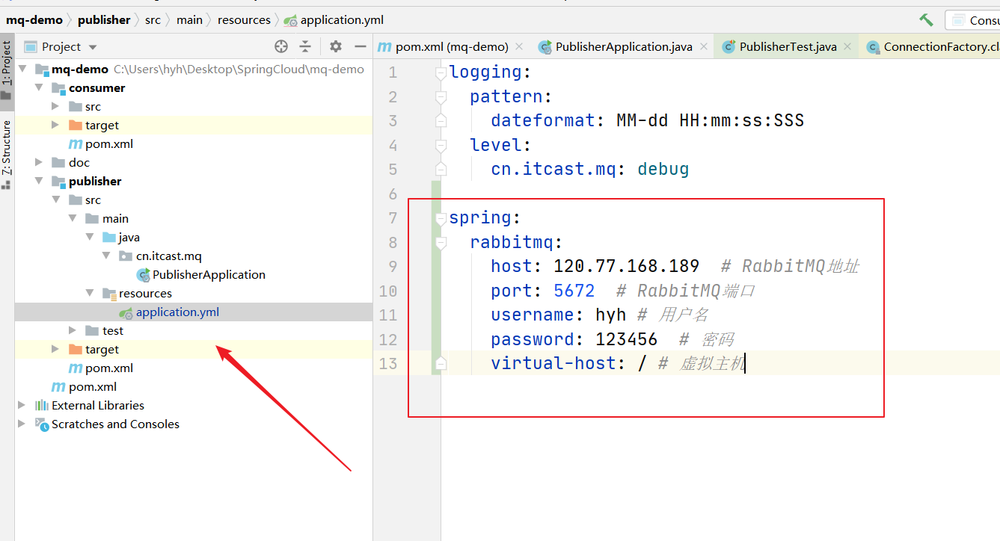 mq-demo publisher src main resources application.yml
Consu
1: Project
7: Structure
Project
mq-demo C:\Users\hyh\Desktop\SpringCloud\mq-demo
consumer
src
target
pom.xml
doc
publisher
src
main
java
cn.itcast.mq
PublisherApplication
resources
application.yml
test
target
pom.xml
pom.xml
External Libraries
Scratches and Consoles
pom.xml (mq-demo) PublisherApplication.java PublisherTest.java ConnectionFactory.cl
1 logging:
2 pattern:
3 dateformat: MM-dd HH:mm:ss:SSS
4 level:
5 cn.itcast.mq: debug
6
7 spring:
8 rabbitmq:
9 host: 120.77.168.189 # RabbitMQ地址
10 port: 5672 # RabbitMQ端口
11 username: hyh # 用户名
12 password: 123456 # 密码
13 virtual-host: / # 虚拟主机